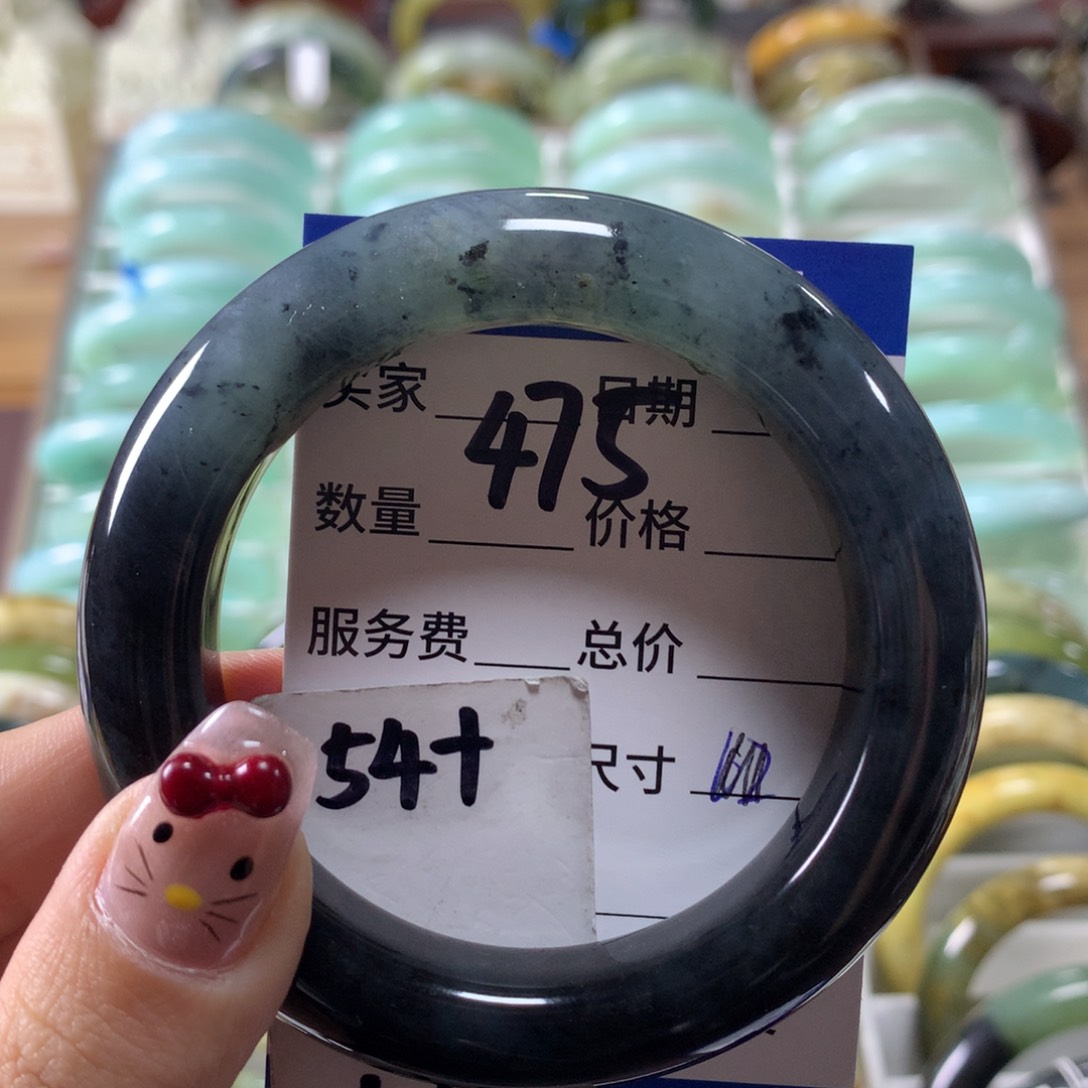 买家 日期
475
数量 价格
服务费 总价
54+
尺寸